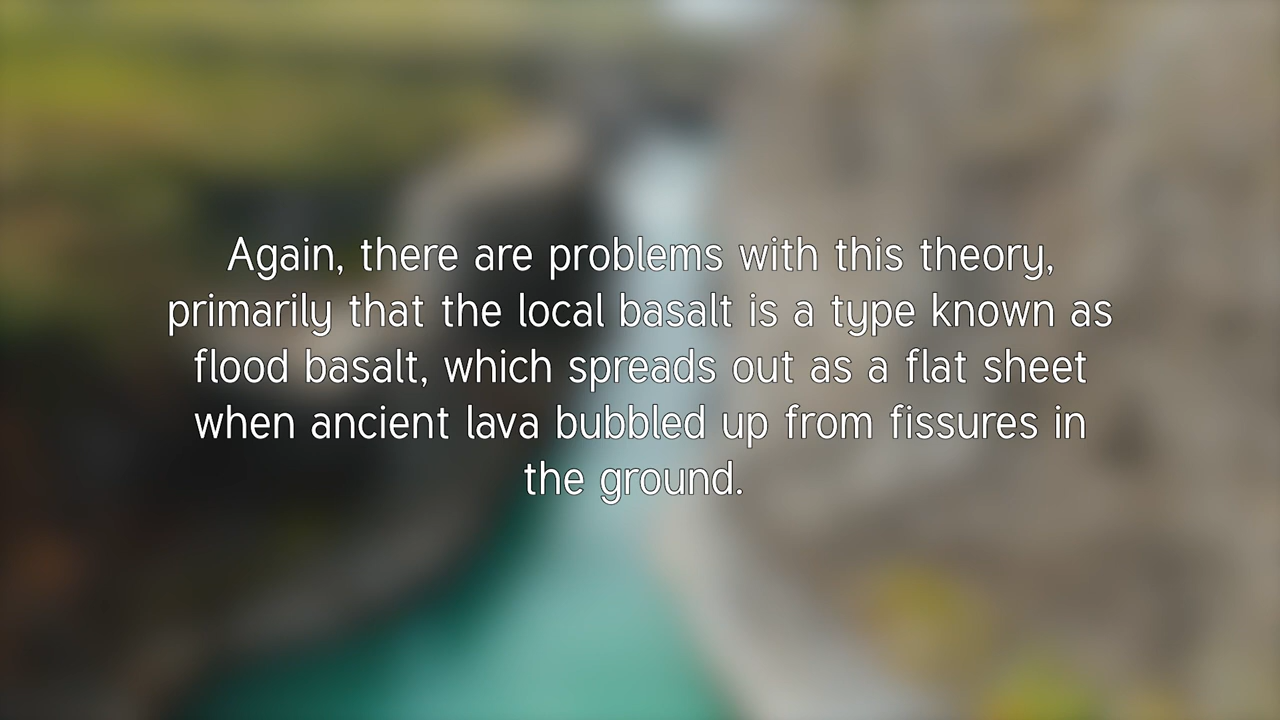 Again, there are problems with this theory,
primarily that the local basalt is a type known as
flood basalt, which spreads out as a flat sheet
when ancient lava bubbled up from fissures in
the ground.